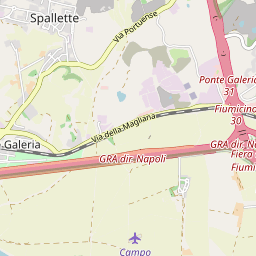 Spallette
Via Portuense
Ponte Galeria
31
Fiumicino
30
Via della Magliana
Galeria
GRA dir. Napoli
GRA dir. N
Fiera
Fiumi
Campo